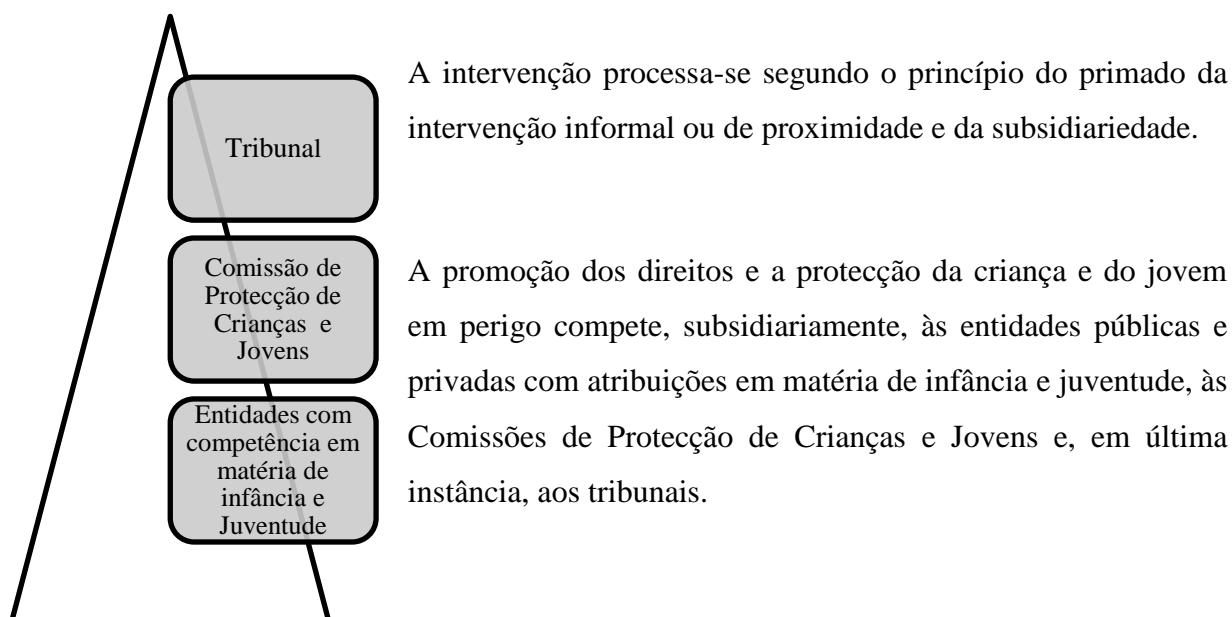 Tribunal
Comissão de
Protecção de
Crianças e
Jovens
Entidades com
competência em
matéria de
infância e
Juventude
A intervenção processa-se segundo o princípio do primado da
intervenção informal ou de proximidade e da subsidiariedade.
A promoção dos direitos e a protecção da criança e do jovem
em perigo compete, subsidiariamente, às entidades públicas e
privadas com atribuições em matéria de infância e juventude, às
Comissões de Protecção de Crianças e Jovens e, em última
instância, aos tribunais.